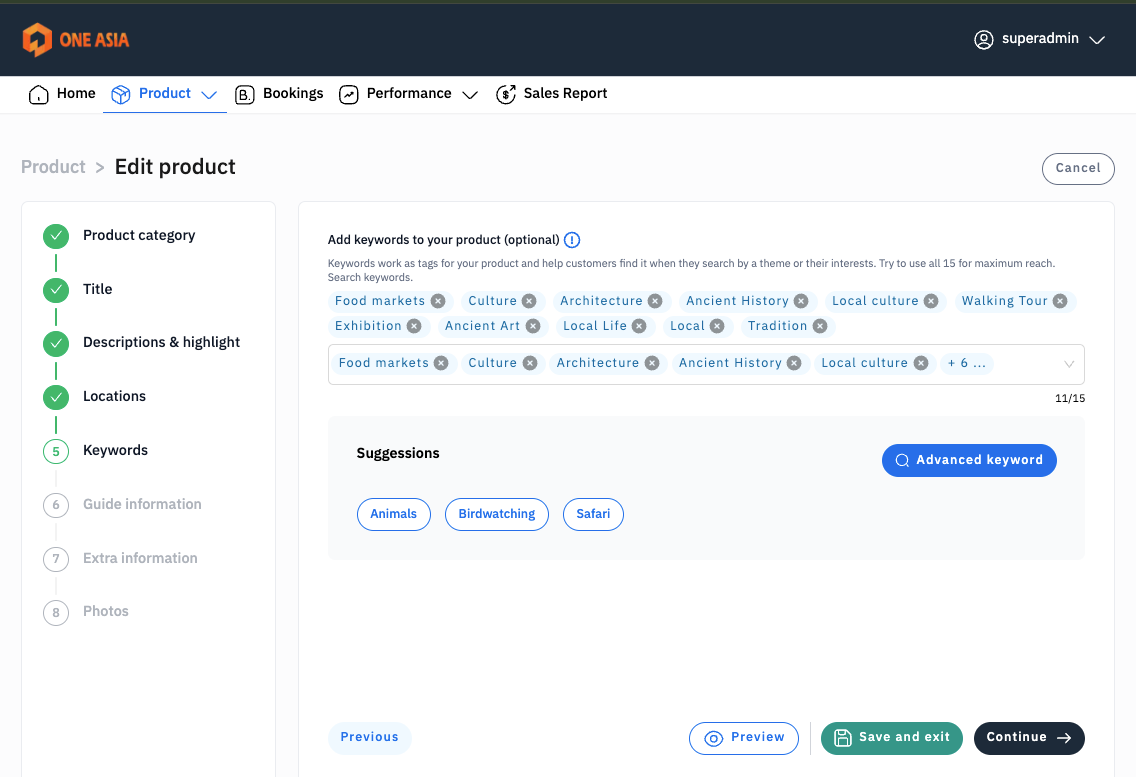 ONE ASIA
superadmin
Home Product Bookings Performance Sales Report
Product > Edit product
Cancel
Product category
Title
Descriptions & highlight
Locations
5 Keywords
6 Guide information
7 Extra information
8 Photos
Add keywords to your product (optional)
Keywords work as tags for your product and help customers find it when they search by a theme or their interests. Try to use all 15 for maximum reach.
Search keywords.
Food markets Culture Architecture Ancient History Local culture Walking Tour
Exhibition Ancient Art Local Life Local Tradition
Food markets Culture Architecture Ancient History Local culture + 6 ...
11/15
Suggessions
Advanced keyword
Animals Birdwatching Safari
Previous Preview Save and exit Continue